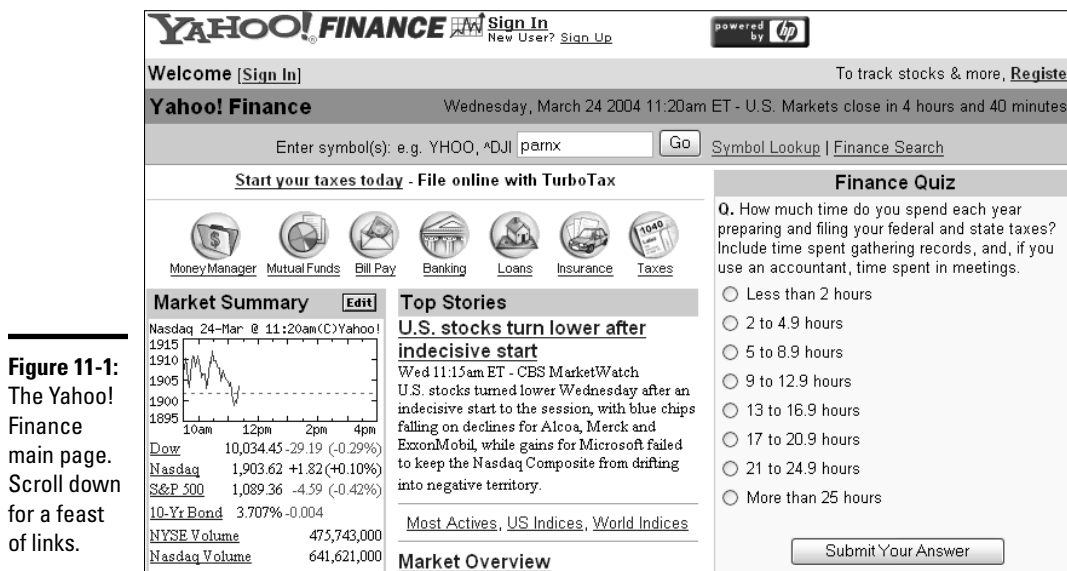 YAHOO! FINANCE Sign In
New User? Sign Up
powered by hp
Welcome [Sign In]
To track stocks & more, Registe
Yahoo! Finance
Wednesday, March 24 2004 11:20am ET - U.S. Markets close in 4 hours and 40 minutes
Enter symbol(s): e.g. YHOO, ^DJI parnx Go Symbol Lookup | Finance Search
Start your taxes today - File online with TurboTax
1040
Label
MoneyManager Mutual Funds Bill Pay Banking Loans Insurance Taxes
Market Summary Edit
Nasdaq 24-Mar @ 11:20am(C)Yahoo!
1915
1910
1905
1900
1895
10am 12pm 2pm 4pm
Dow 10,034.45 -29.19 (-0.29%)
Nasdaq 1,903.62 +1.82 (+0.10%)
S&P 500 1,089.36 -4.59 (-0.42%)
10-Yr Bond 3.707% -0.004
NYSE Volume 475,743,000
Nasdaq Volume 641,621,000
Top Stories
U.S. stocks turn lower after
indecisive start
Wed 11:15am ET - CBS MarketWatch
U.S. stocks turned lower Wednesday after an
indecisive start to the session, with blue chips
falling on declines for Alcoa, Merck and
ExxonMobil, while gains for Microsoft failed
to keep the Nasdaq Composite from drifting
into negative territory.
Most Actives, US Indices, World Indices
Market Overview
Finance Quiz
Q. How much time do you spend each year
preparing and filing your federal and state taxes?
Include time spent gathering records, and, if you
use an accountant, time spent in meetings.
Less than 2 hours
2 to 4.9 hours
5 to 8.9 hours
9 to 12.9 hours
13 to 16.9 hours
17 to 20.9 hours
21 to 24.9 hours
More than 25 hours
Submit Your Answer
Figure 11-1:
The Yahoo!
Finance
main page.
Scroll down
for a feast
of links.